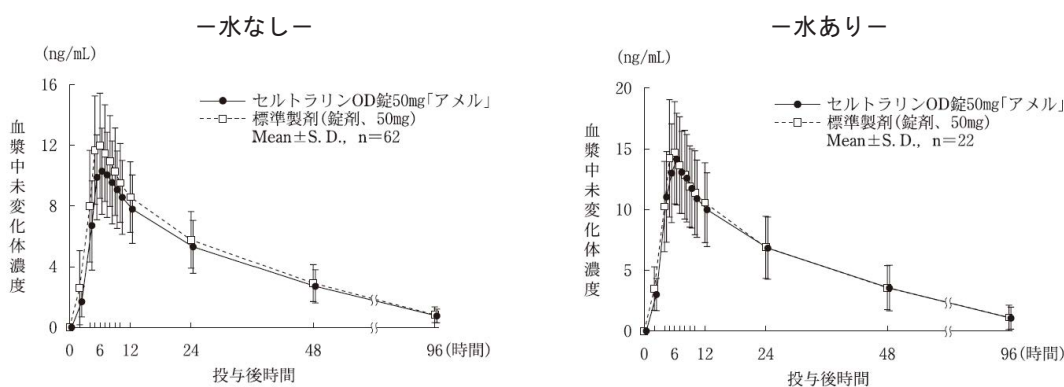 ー水なしー
(ng/mL)
16
12
8
4
0
血漿中未変化体濃度
セルトラリンOD錠50mg「アメル」
標準製剤(錠剤、50mg)
Mean±S.D., n=62
0 6 12 24 48 96(時間)
投与後時間
ー水ありー
(ng/mL)
20
15
10
5
0
血漿中未変化体濃度
セルトラリンOD錠50mg「アメル」
標準製剤(錠剤、50mg)
Mean±S.D., n=22
0 6 12 24 48 96(時間)
投与後時間